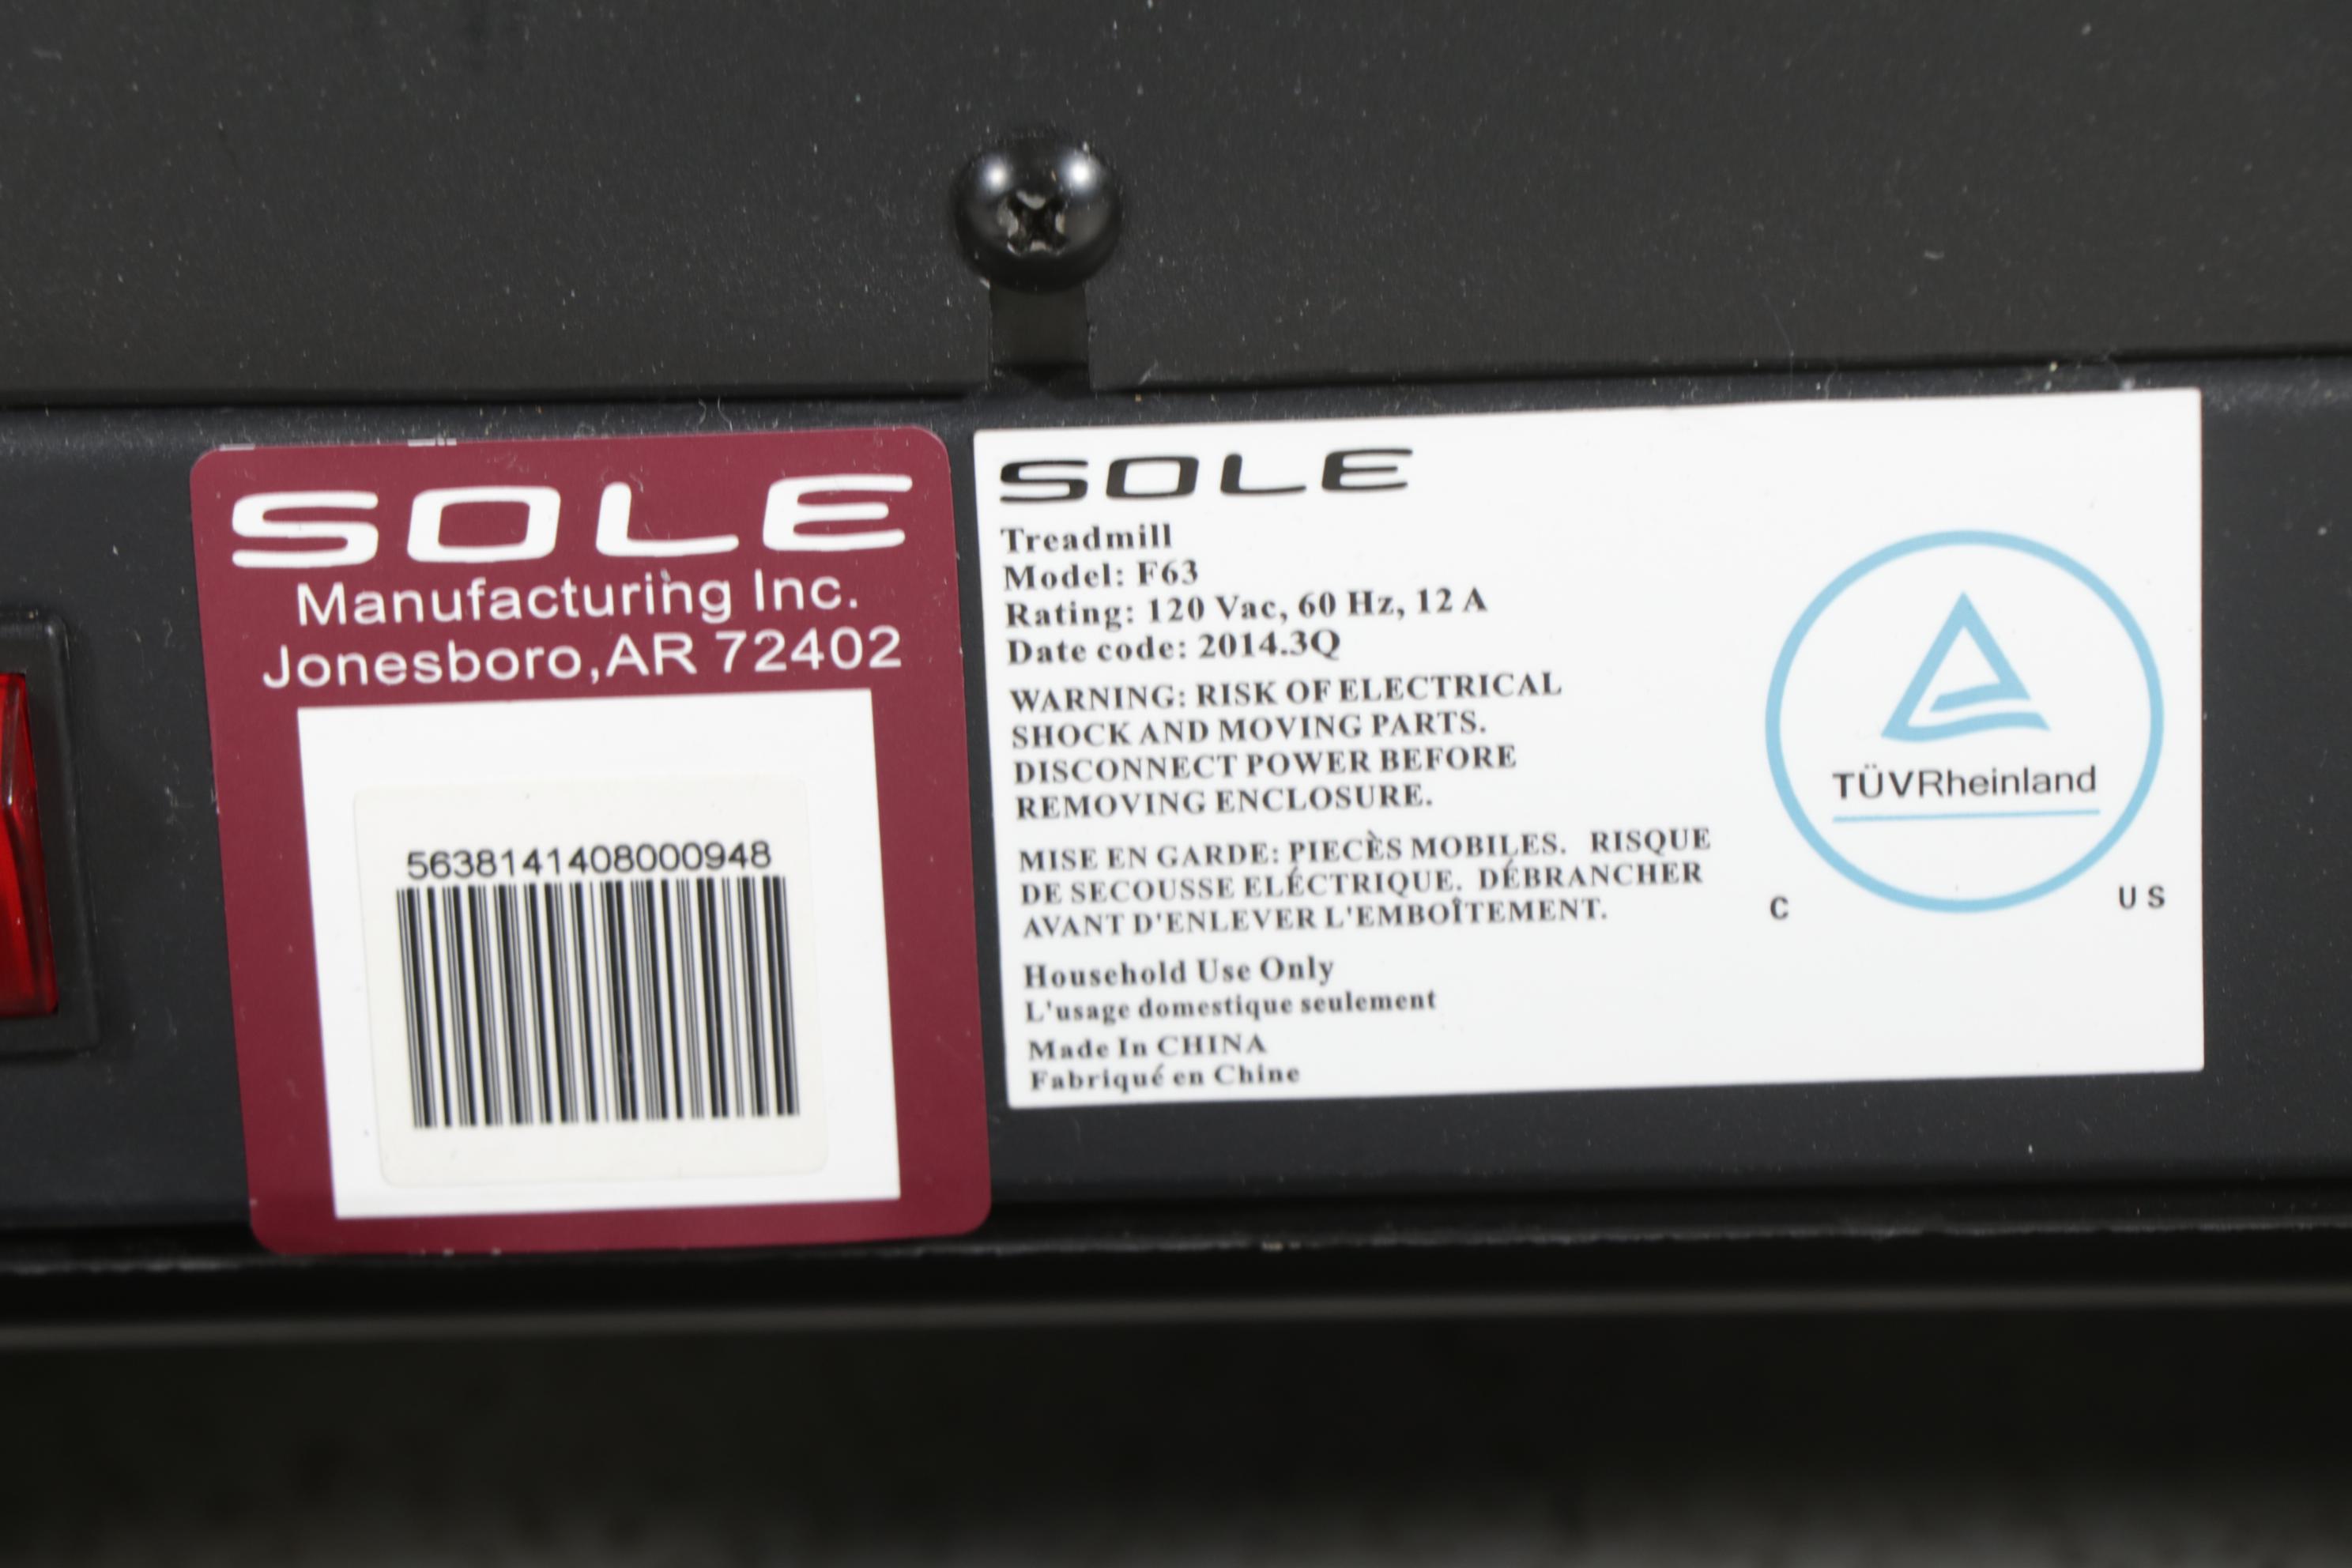 SOLE
Manufacturing Inc.
Jonesboro,AR 72402
5638141408000948
SOLE
Treadmill
Model: F63
Rating: 120 Vac, 60 Hz, 12 A
Date code: 2014.3Q
WARNING: RISK OF ELECTRICAL
SHOCK AND MOVING PARTS.
DISCONNECT POWER BEFORE
REMOVING ENCLOSURE.
MISE EN GARDE: PIECÈS MOBILES. RISQUE
DE SECOUSSE ELÉCTRIQUE. DÉBRANCHER
AVANT D'ENLEVER L'EMBOÎTEMENT.
Household Use Only
L'usage domestique seulement
Made In CHINA
Fabriqué en Chine
TÜVRheinland
C US